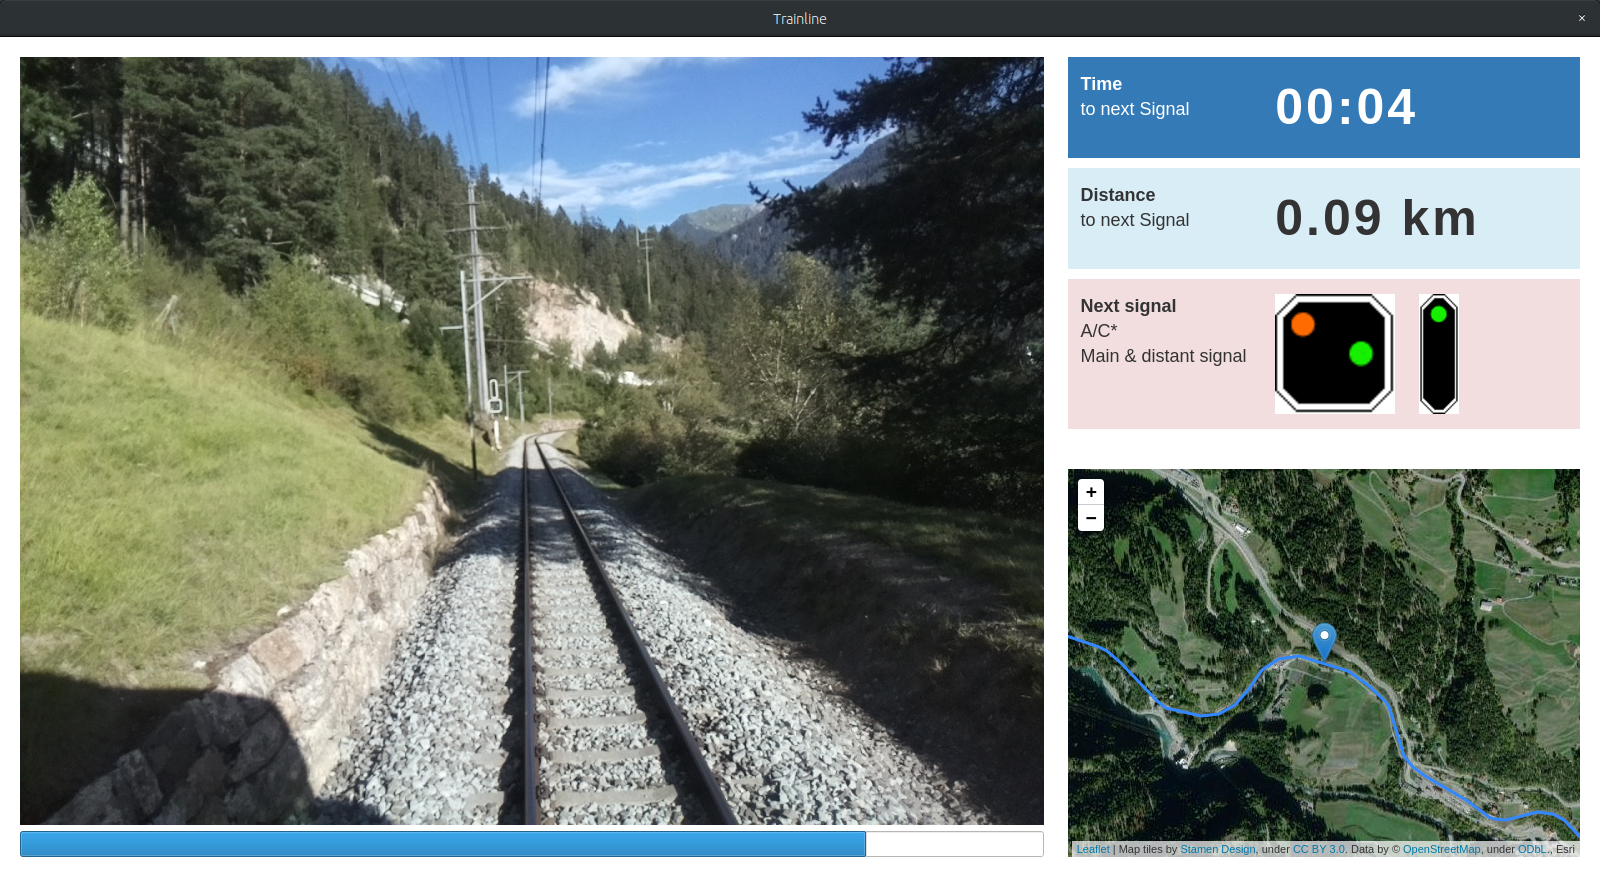 Trainline
×
Time
to next Signal
00:04
Distance
to next Signal
0.09 km
Next signal
A/C*
Main & distant signal
+
−
Leaflet | Map tiles by Stamen Design, under CC BY 3.0. Data by © OpenStreetMap, under ODbL., Esri